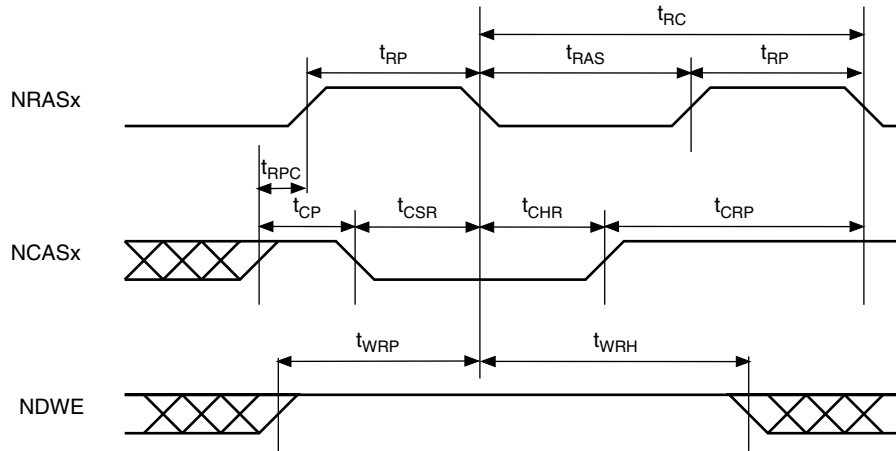 tRC
tRP tRAS tRP
NRASx
tRPC
tCP tCSR tCHR tCRP
NCASx
tWRP tWRH
NDWE